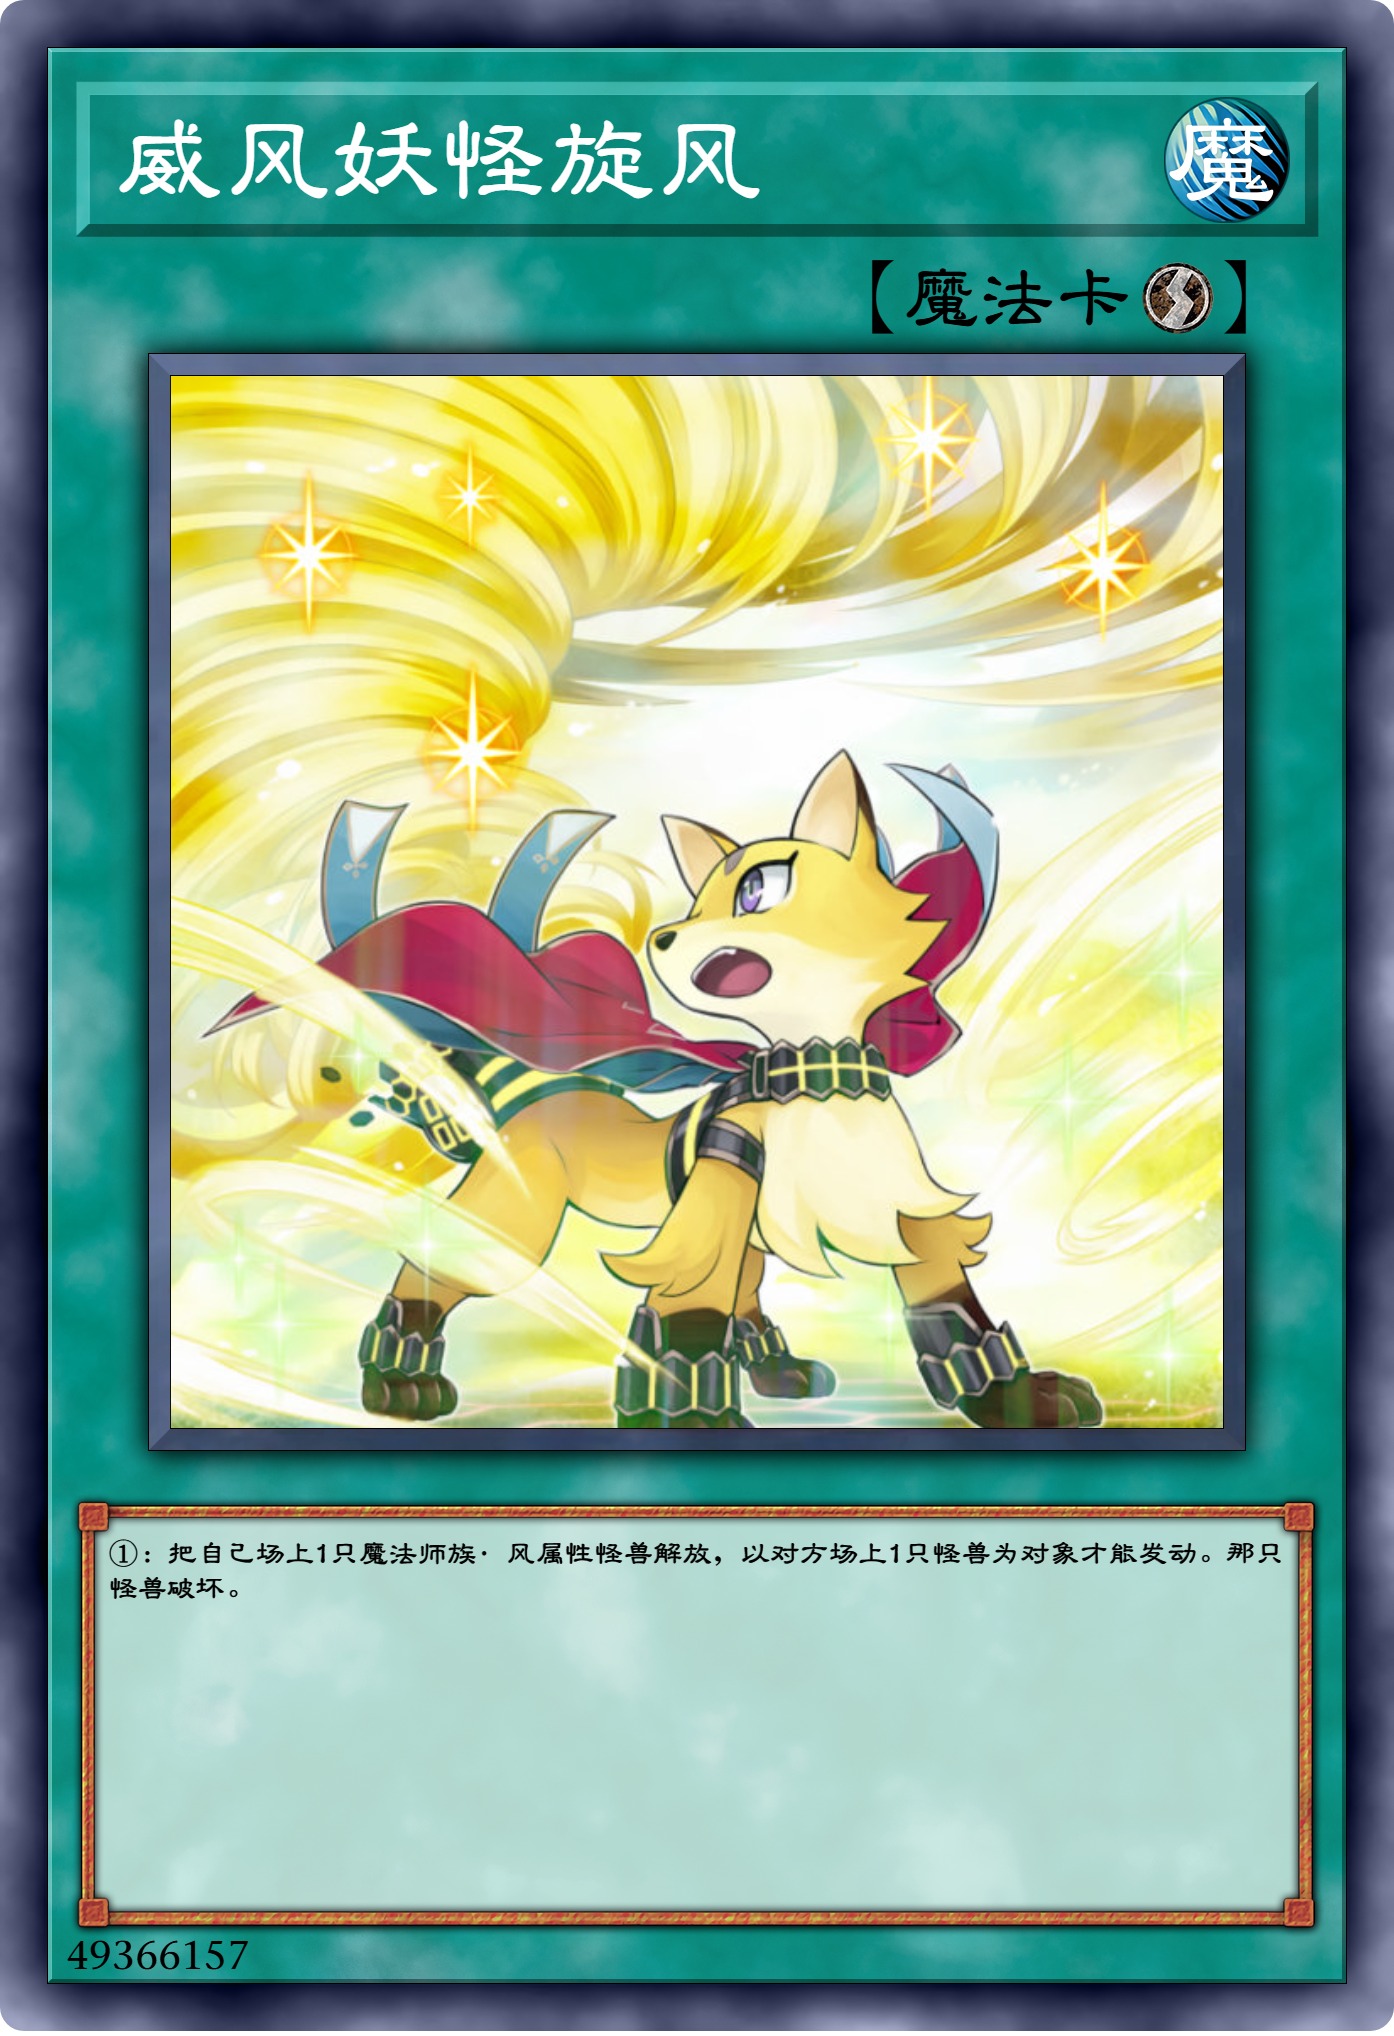 威风妖怪旋风
魔
【魔法卡】
①：把自己场上1只魔法师族·风属性怪兽解放，以对方场上1只怪兽为对象才能发动。那只
怪兽破坏。
49366157